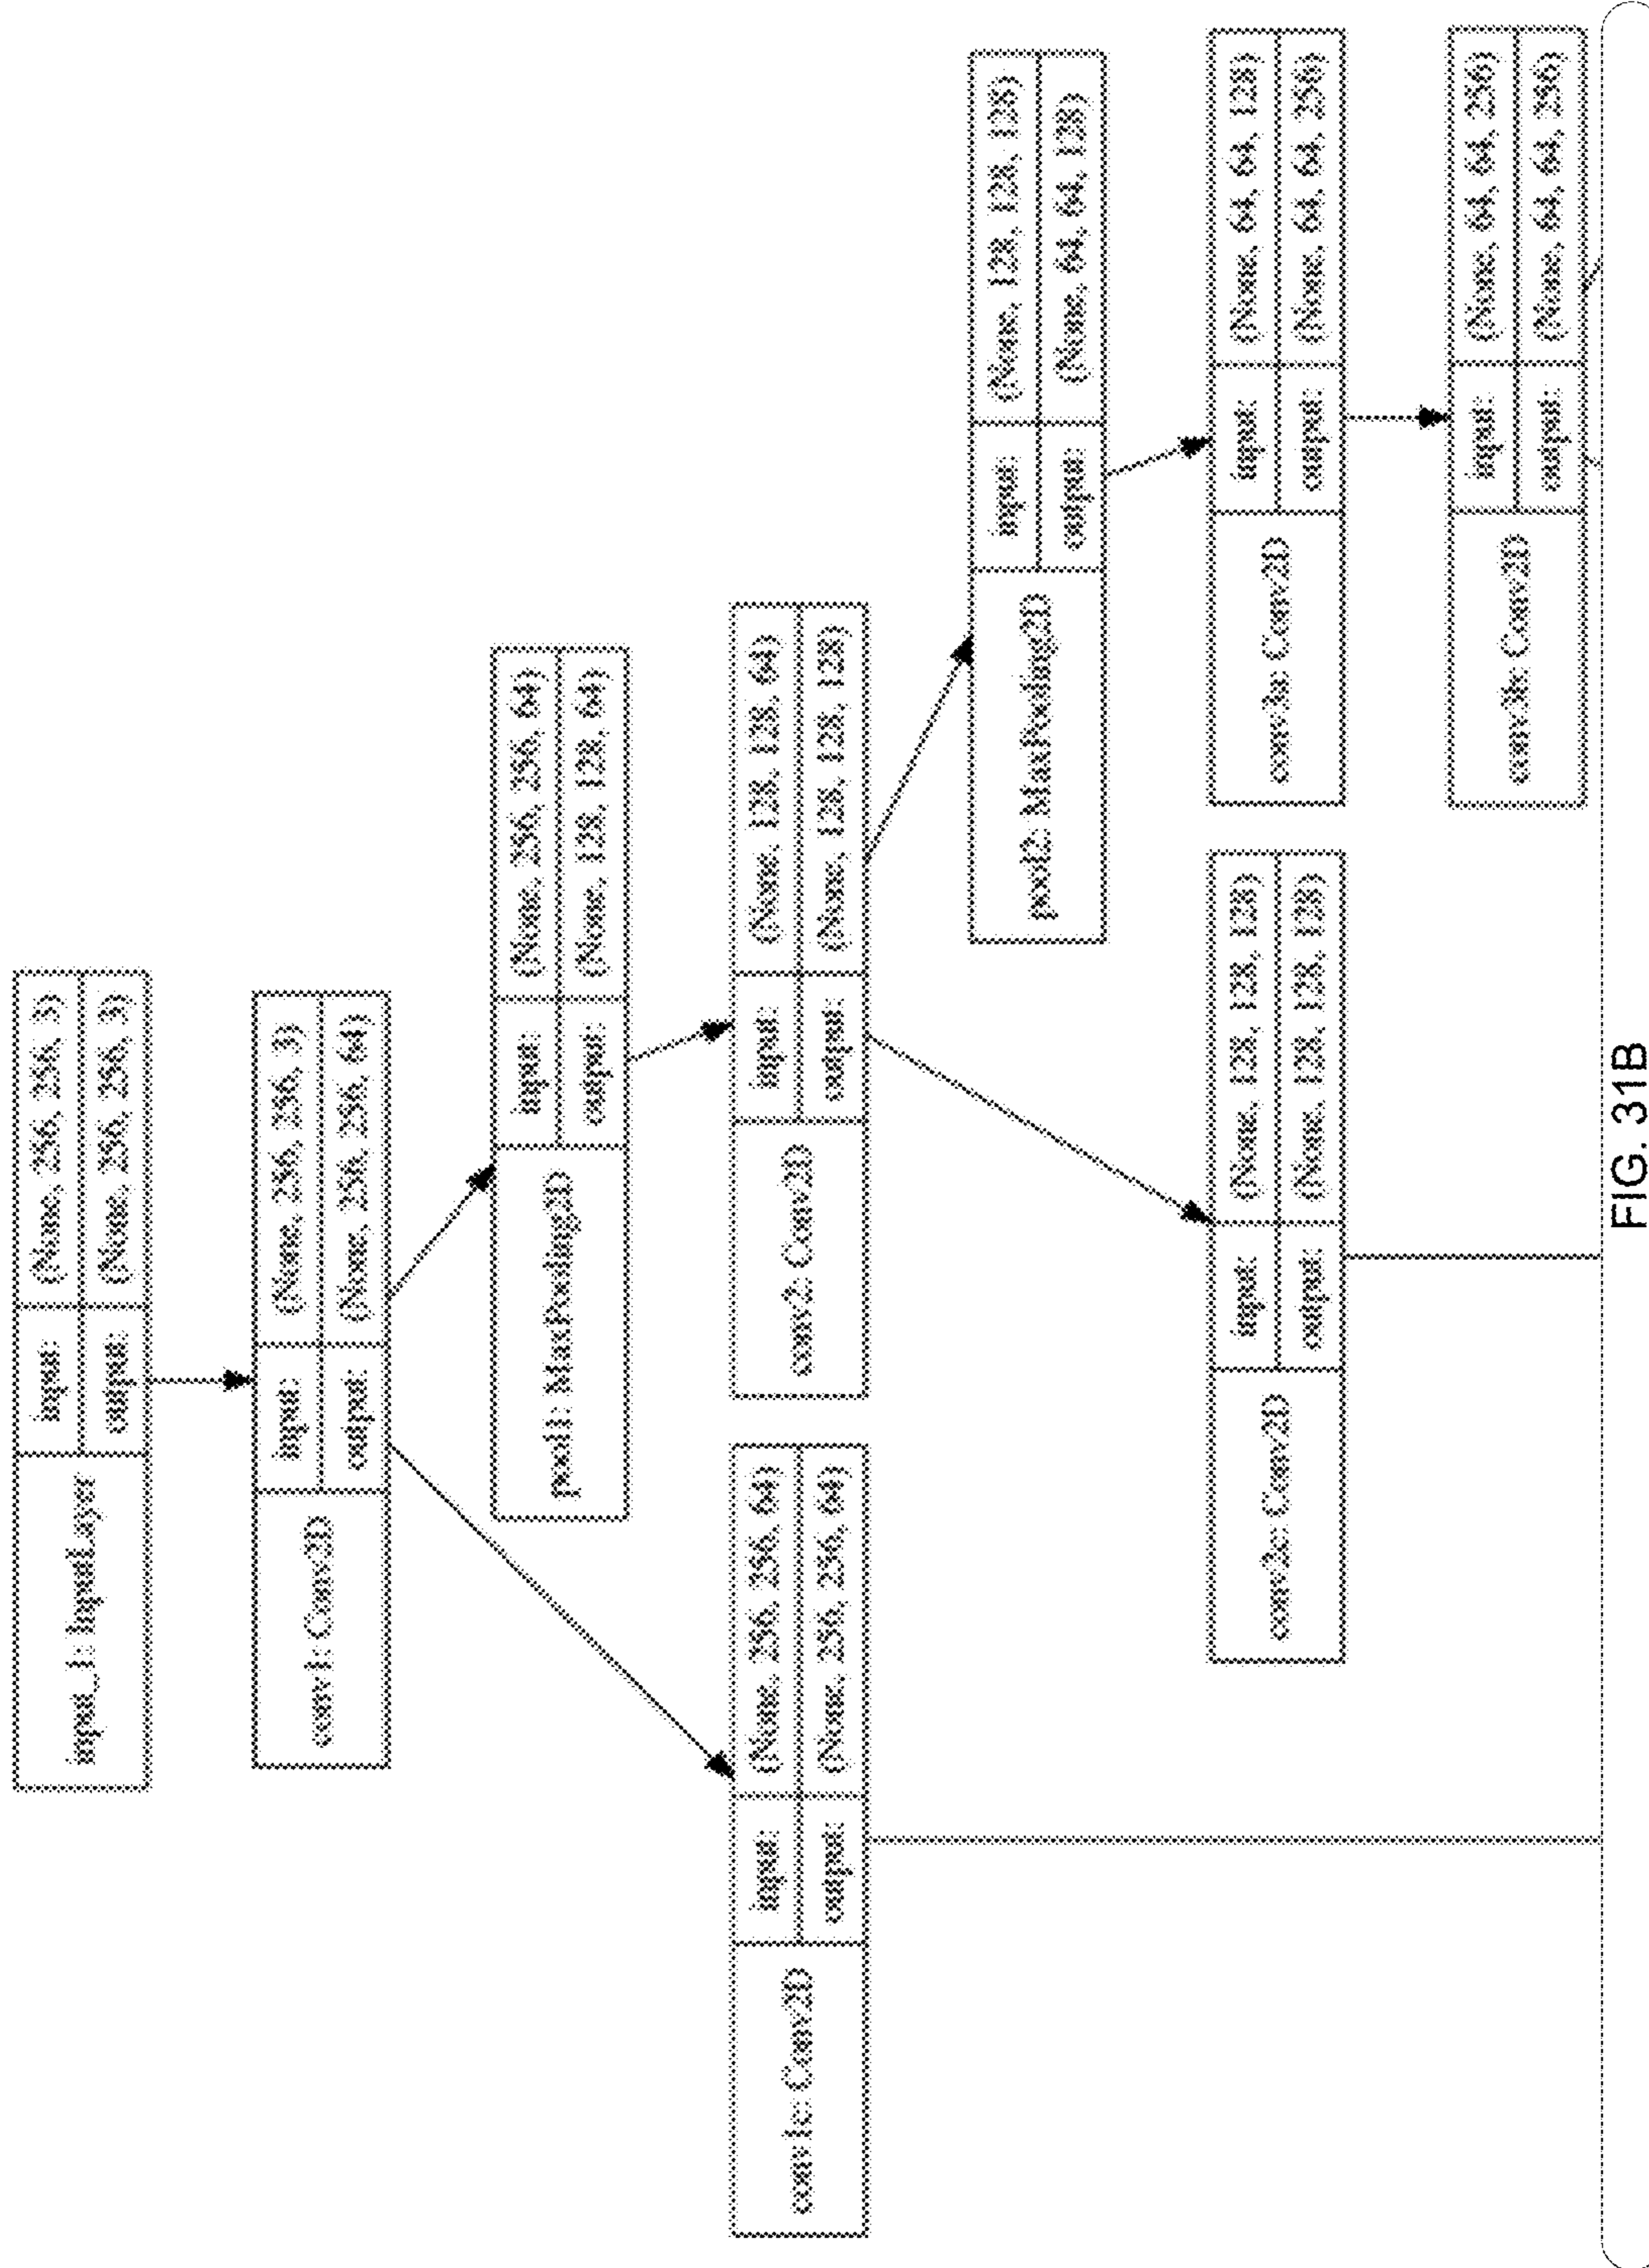 input_1: InputLayer
input: (None, 256, 256, 3)
output: (None, 256, 256, 3)
conv1: Conv2D
input: (None, 256, 256, 3)
output: (None, 256, 256, 64)
pool1: MaxPooling2D
input: (None, 256, 256, 64)
output: (None, 128, 128, 64)
conv1c: Conv2D
input: (None, 256, 256, 64)
output: (None, 256, 256, 64)
conv2: Conv2D
input: (None, 128, 128, 64)
output: (None, 128, 128, 128)
pool2: MaxPooling2D
input: (None, 128, 128, 128)
output: (None, 64, 64, 128)
conv2c: Conv2D
input: (None, 128, 128, 128)
output: (None, 128, 128, 128)
conv3a: Conv2D
input: (None, 64, 64, 128)
output: (None, 64, 64, 256)
conv3b: Conv2D
input: (None, 64, 64, 256)
output: (None, 64, 64, 256)
FIG. 31B